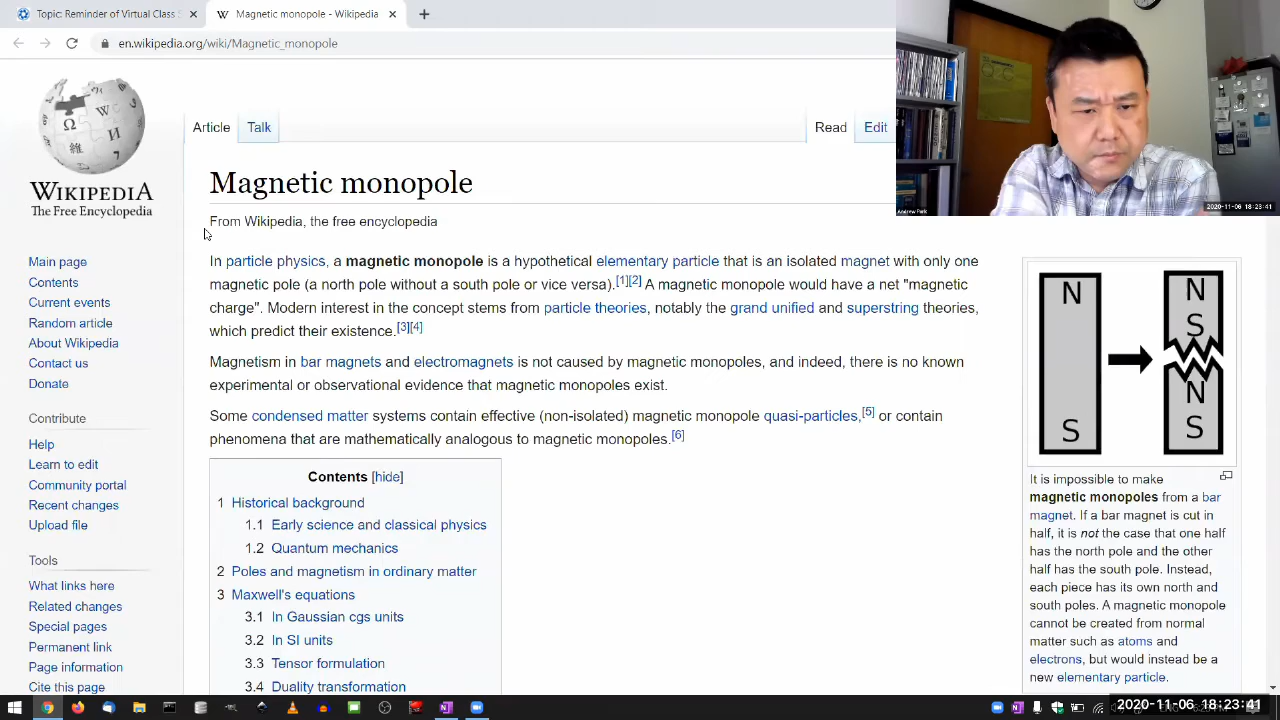 Topic: Reminder of Virtual Class
Magnetic monopole - Wikipedia
en.wikipedia.org/wiki/Magnetic_monopole
Article
Talk
Read
Edit
WIKIPEDIA
The Free Encyclopedia
Main page
Contents
Current events
Random article
About Wikipedia
Contact us
Donate
Contribute
Help
Learn to edit
Community portal
Recent changes
Upload file
Tools
What links here
Related changes
Special pages
Permanent link
Page information
Cite this page
Magnetic monopole
From Wikipedia, the free encyclopedia
In particle physics, a magnetic monopole is a hypothetical elementary particle that is an isolated magnet with only one
magnetic pole (a north pole without a south pole or vice versa).[1][2] A magnetic monopole would have a net "magnetic
charge". Modern interest in the concept stems from particle theories, notably the grand unified and superstring theories,
which predict their existence.[3][4]
Magnetism in bar magnets and electromagnets is not caused by magnetic monopoles, and indeed, there is no known
experimental or observational evidence that magnetic monopoles exist.
Some condensed matter systems contain effective (non-isolated) magnetic monopole quasi-particles,[5] or contain
phenomena that are mathematically analogous to magnetic monopoles.[6]
Contents [hide]
1 Historical background
1.1 Early science and classical physics
1.2 Quantum mechanics
2 Poles and magnetism in ordinary matter
3 Maxwell's equations
3.1 In Gaussian cgs units
3.2 In SI units
3.3 Tensor formulation
3.4 Duality transformation
N
S
N
S
N
S
It is impossible to make
magnetic monopoles from a bar
magnet. If a bar magnet is cut in
half, it is not the case that one half
has the north pole and the other
half has the south pole. Instead,
each piece has its own north and
south poles. A magnetic monopole
cannot be created from normal
matter such as atoms and
electrons, but would instead be a
new elementary particle.
Andrew Park
2020-11-06 18:23:41
2020-11-06 18:23:41